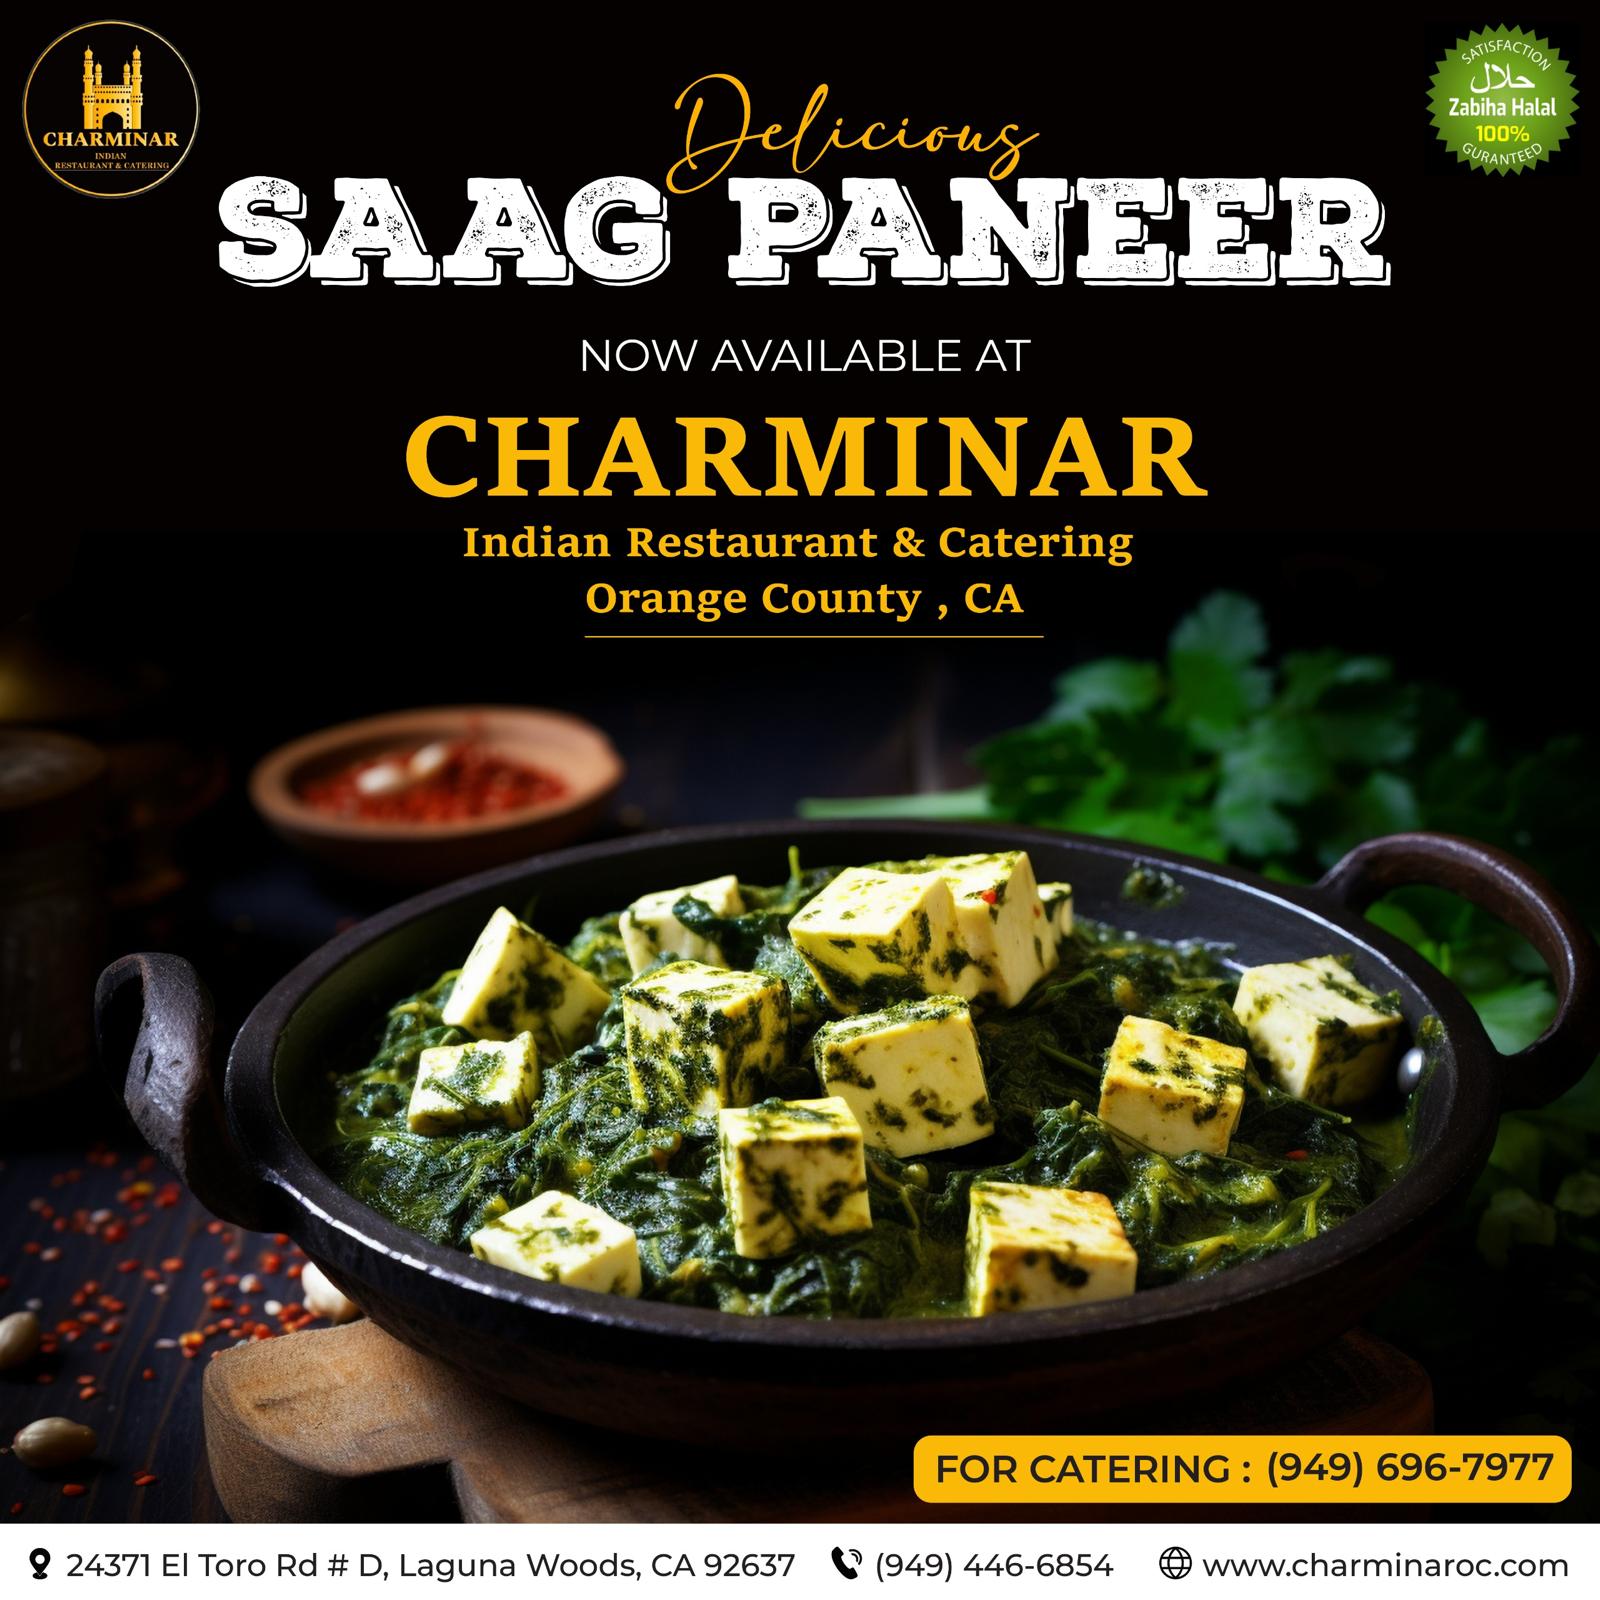 CHARMINAR
INDIAN
RESTAURANT & CATERING
SATISFACTION
حلال
Zabiha Halal
100%
GURANTEED
Delicious
SAAG PANEER
NOW AVAILABLE AT
CHARMINAR
Indian Restaurant & Catering
Orange County , CA
FOR CATERING : (949) 696-7977
24371 El Toro Rd # D, Laguna Woods, CA 92637 (949) 446-6854 www.charminaroc.com